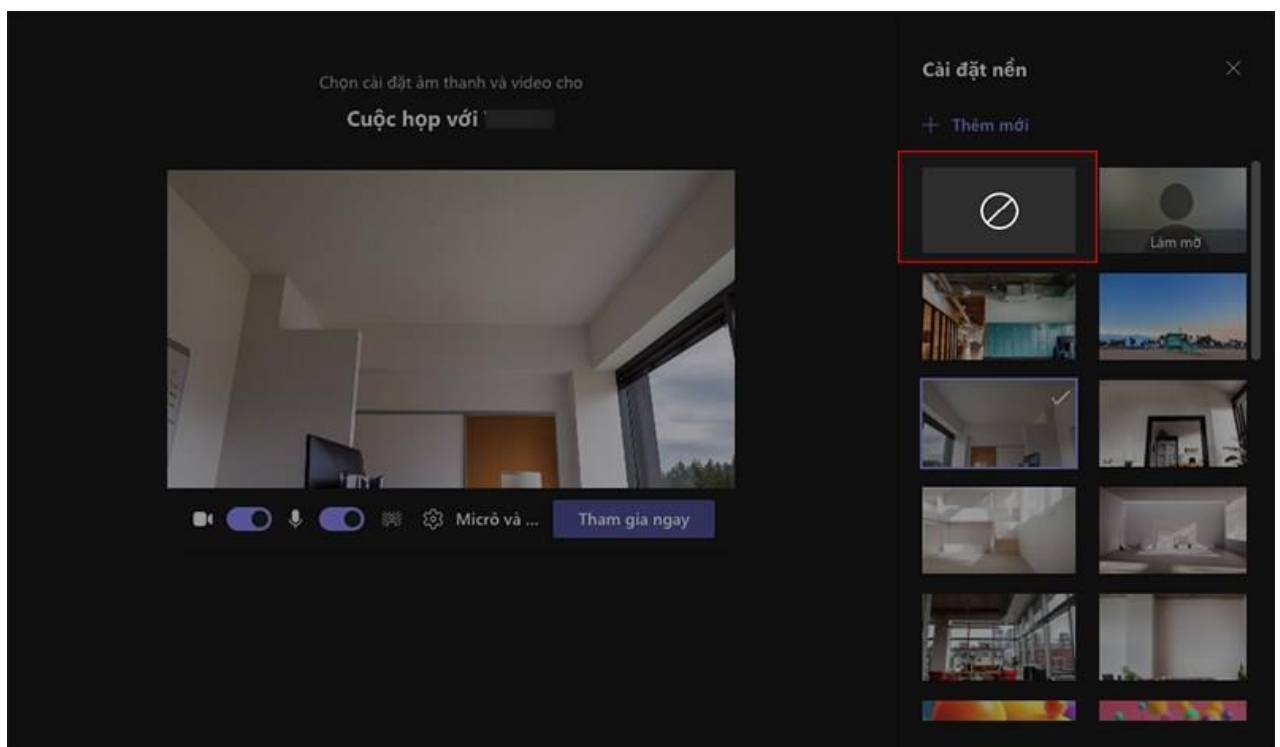 Chọn cài đặt âm thanh và video cho
Cuộc họp với
Micrô và ...
Tham gia ngay
Cài đặt nền
Thêm mới
Làm mờ